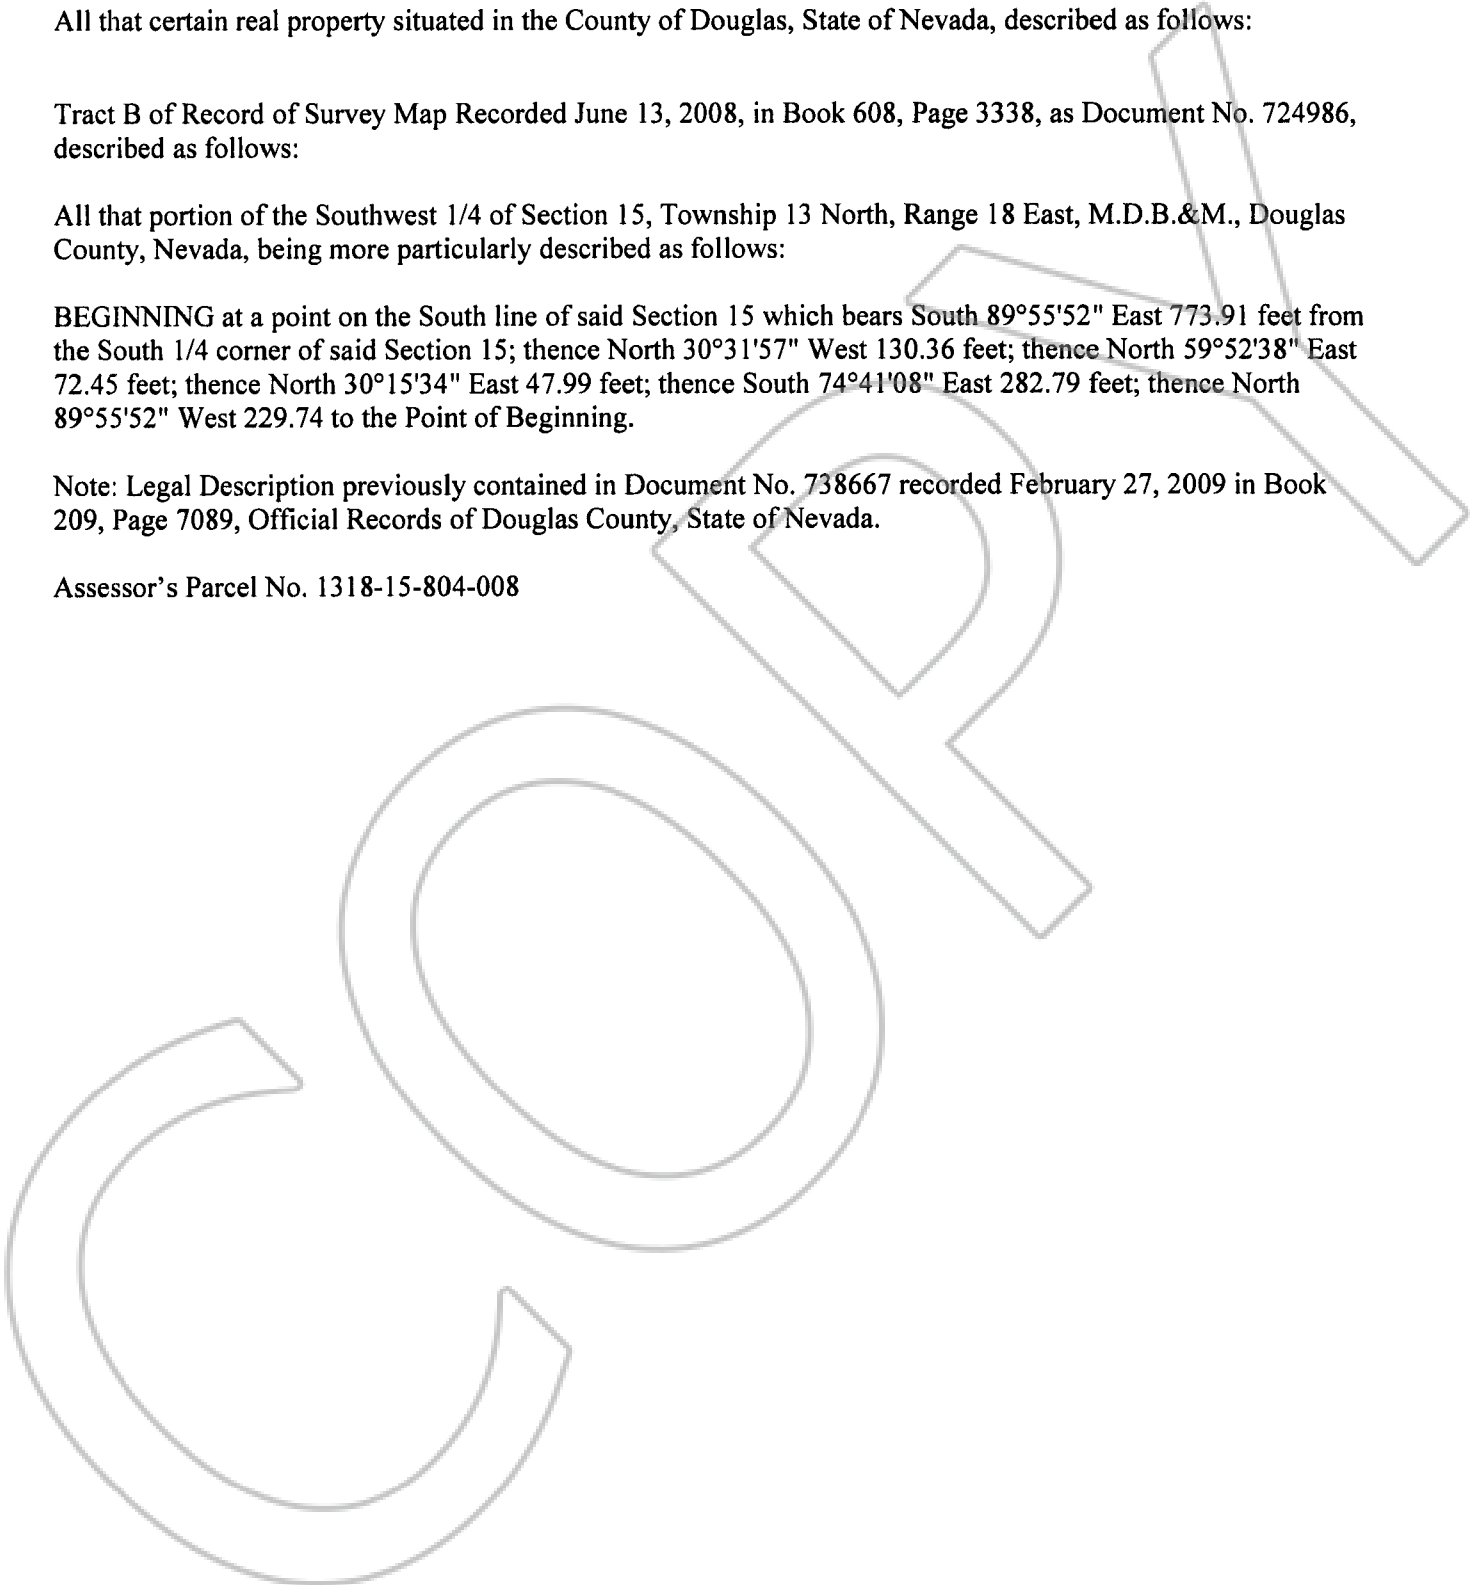 All that certain real property situated in the County of Douglas, State of Nevada, described as follows:
Tract B of Record of Survey Map Recorded June 13, 2008, in Book 608, Page 3338, as Document No. 724986,
described as follows:
All that portion of the Southwest 1/4 of Section 15, Township 13 North, Range 18 East, M.D.B.&M., Douglas
County, Nevada, being more particularly described as follows:
BEGINNING at a point on the South line of said Section 15 which bears South 89°55'52" East 773.91 feet from
the South 1/4 corner of said Section 15; thence North 30°31'57" West 130.36 feet; thence North 59°52'38" East
72.45 feet; thence North 30°15'34" East 47.99 feet; thence South 74°41'08" East 282.79 feet; thence North
89°55'52" West 229.74 to the Point of Beginning.
Note: Legal Description previously contained in Document No. 738667 recorded February 27, 2009 in Book
209, Page 7089, Official Records of Douglas County, State of Nevada.
Assessor's Parcel No. 1318-15-804-008
COPY